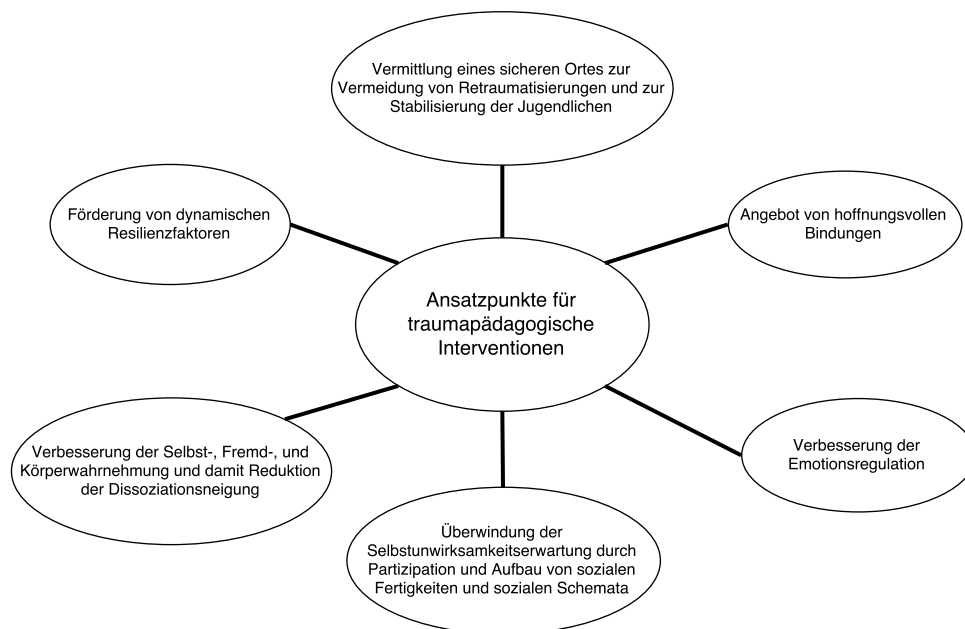 Vermittlung eines sicheren Ortes zur
Vermeidung von Retraumatisierungen und zur
Stabilisierung der Jugendlichen
Förderung von dynamischen
Resilienzfaktoren
Angebot von hoffnungsvollen
Bindungen
Ansatzpunkte für
traumapädagogische
Interventionen
Verbesserung der Selbst-, Fremd-, und
Körperwahrnehmung und damit Reduktion
der Dissoziationsneigung
Verbesserung der
Emotionsregulation
Überwindung der
Selbstunwirksamkeitserwartung durch
Partizipation und Aufbau von sozialen
Fertigkeiten und sozialen Schemata